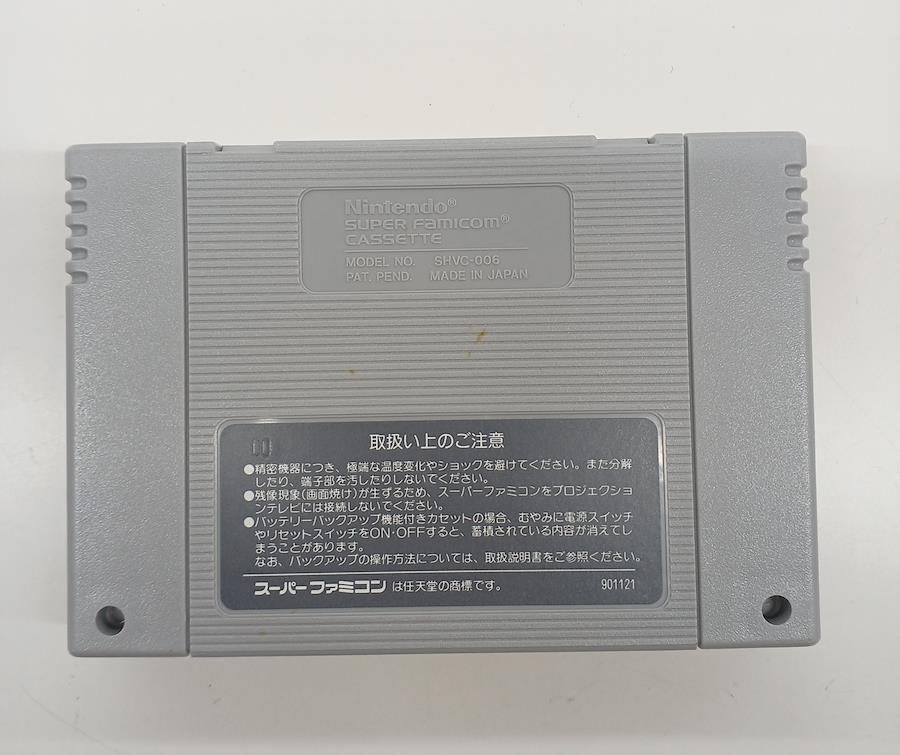 Nintendo®
SUPER FAMICOM®
CASSETTE
MODEL NO. SHVC-006
PAT. PEND. MADE IN JAPAN
取扱い上のご注意
●精密機器につき、極端な温度変化やショックを避けてください。また分解
したり、端子部を汚したりしないでください。
●残像現象(画面焼け)が生ずるため、スーパーファミコンをプロジェクショ
ンテレビには接続しないでください。
●バッテリーバックアップ機能付きカセットの場合、むやみに電源スイッチ
やリセットスイッチをON・OFFすると、蓄積されている内容が消えてし
まうことがあります。
なお、バックアップの操作方法については、取扱説明書をご参照ください。
スーパーファミコン は任天堂の商標です。 901121